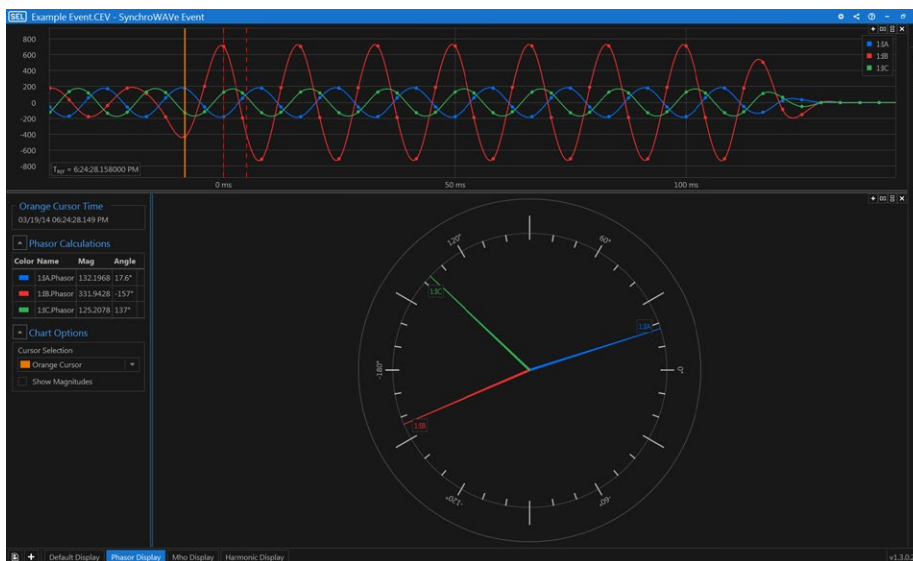 SEL Example Event.CEV - SynchroWAVe Event
800
600
400
200
0
-200
-400
-600
-800
1:IA
1:IB
1:IC
TREF = 6:24:28.158000 PM
0 ms 50 ms 100 ms
Orange Cursor Time
03/19/14 06:24:28.149 PM
Phasor Calculations
Color Name Mag Angle
1:IA.Phasor 132.1968 17.6°
1:IB.Phasor 331.9428 -157°
1:IC.Phasor 125.2078 137°
Chart Options
Cursor Selection
Orange Cursor
Show Magnitudes
120° 60°
1:IC
1:IA
-180° 0°
1:IB
-120° -60°
Default Display Phasor Display Mho Display Harmonic Display